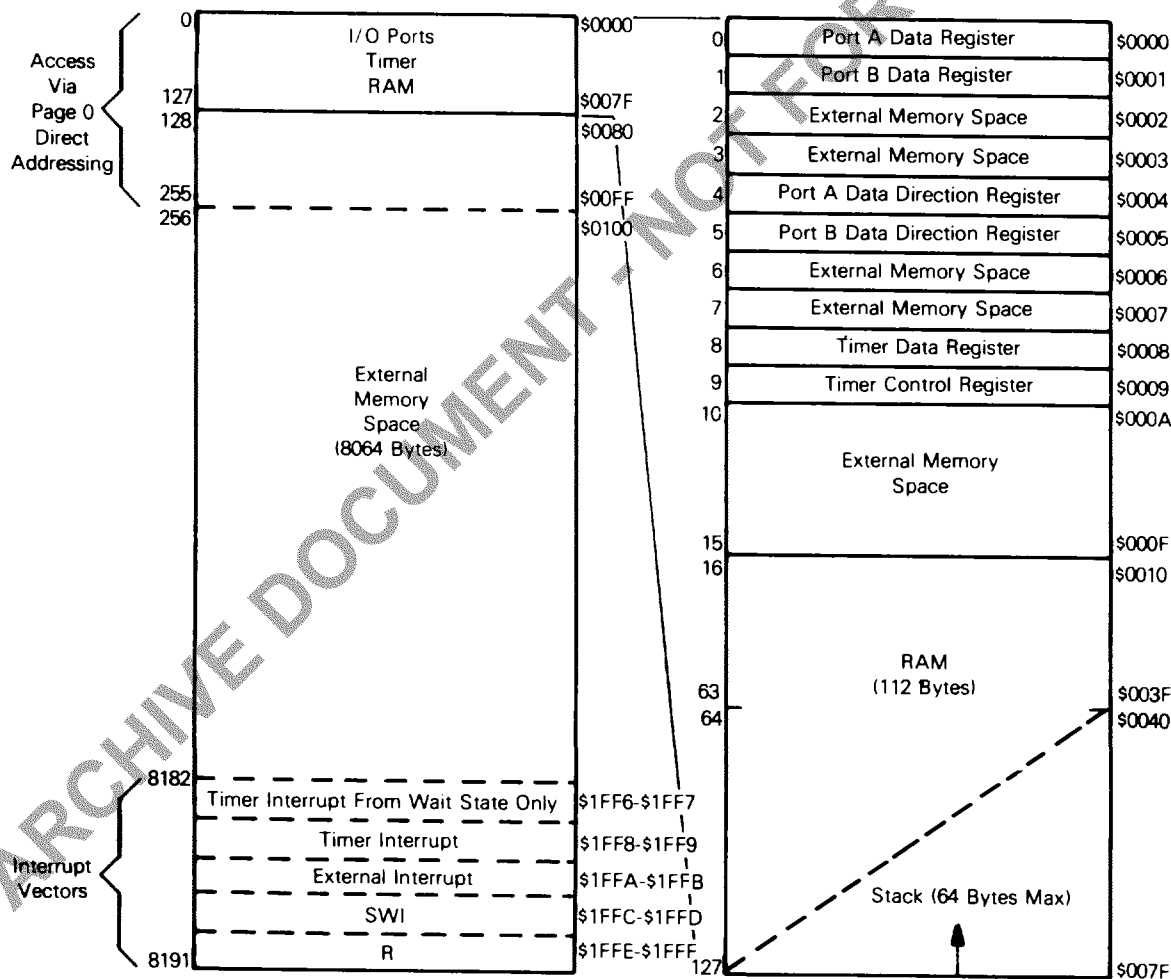 0
I/O Ports
Timer
RAM
$0000
Access
Via
Page 0
Direct
Addressing
127
$007F
128
$0080
255
$00FF
256
$0100
External
Memory
Space
(8064 Bytes)
8182
Timer Interrupt From Wait State Only
$1FF6-$1FF7
Timer Interrupt
$1FF8-$1FF9
External Interrupt
$1FFA-$1FFB
SWI
$1FFC-$1FFD
R
$1FFE-$1FFF
8191
Interrupt
Vectors
0
Port A Data Register
$0000
1
Port B Data Register
$0001
2
External Memory Space
$0002
3
External Memory Space
$0003
4
Port A Data Direction Register
$0004
5
Port B Data Direction Register
$0005
6
External Memory Space
$0006
7
External Memory Space
$0007
8
Timer Data Register
$0008
9
Timer Control Register
$0009
10
$000A
External Memory
Space
15
$000F
16
$0010
RAM
(112 Bytes)
63
$003F
64
$0040
Stack (64 Bytes Max)
127
$007F
ARCHIVE DOCUMENT - NOT FOR